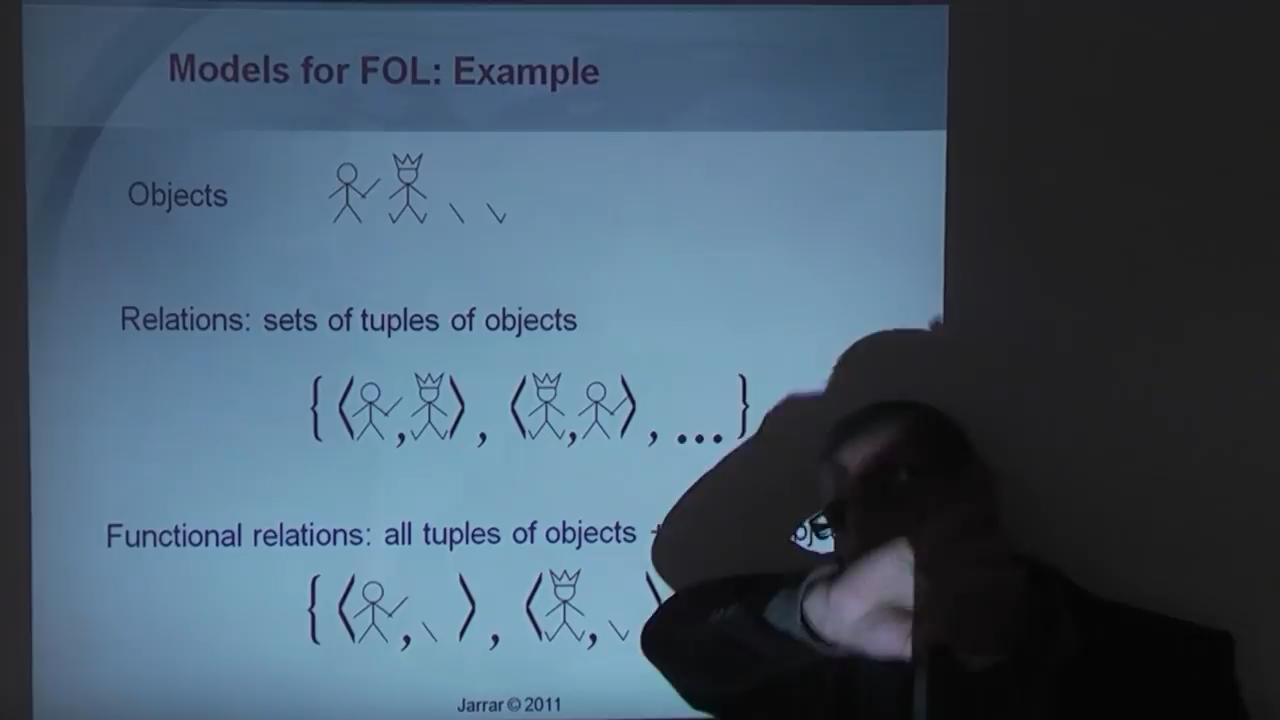 Models for FOL: Example
Objects
Relations: sets of tuples of objects
{⟨ , ⟩, ⟨ , ⟩, ...}
Functional relations: all tuples of objects
{⟨ , ⟩, ⟨ , ⟩
Jarrar © 2011